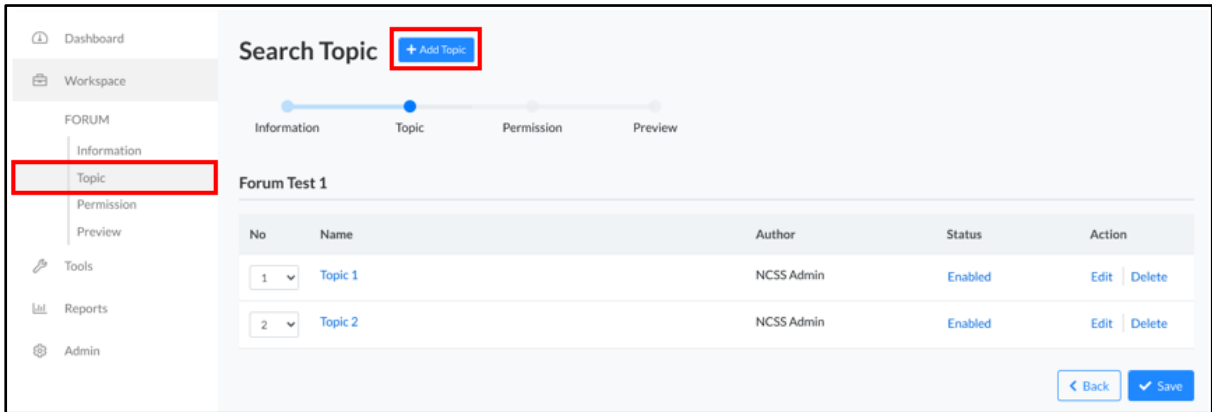 Dashboard
Workspace
FORUM
Information
Topic
Permission
Preview
Tools
Reports
Admin
Search Topic + Add Topic
Information Topic Permission Preview
Forum Test 1
No Name Author Status Action
1 Topic 1 NCSS Admin Enabled Edit Delete
2 Topic 2 NCSS Admin Enabled Edit Delete
Back Save